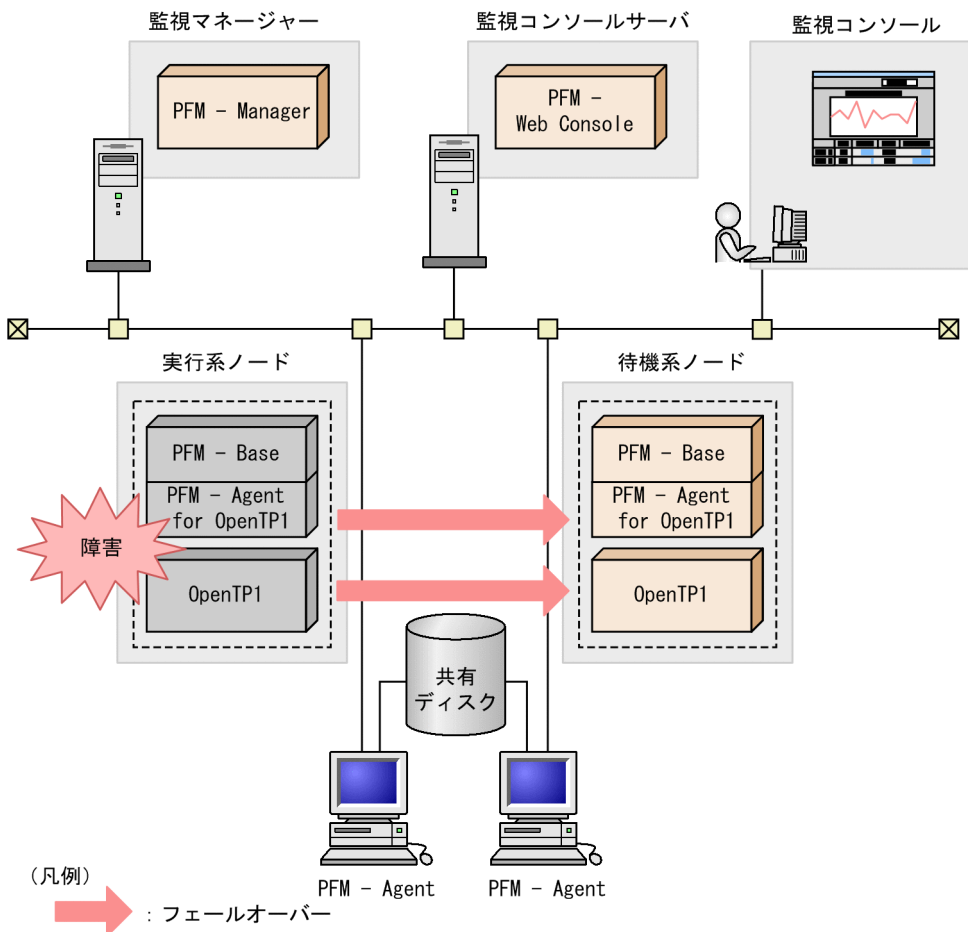 監視マネージャー
監視コンソールサーバ
監視コンソール
PFM - Manager
PFM -
Web Console
実行系ノード
待機系ノード
PFM - Base
PFM - Agent
for OpenTP1
OpenTP1
障害
PFM - Base
PFM - Agent
for OpenTP1
OpenTP1
共有
ディスク
PFM - Agent
PFM - Agent
(凡例)
: フェールオーバー